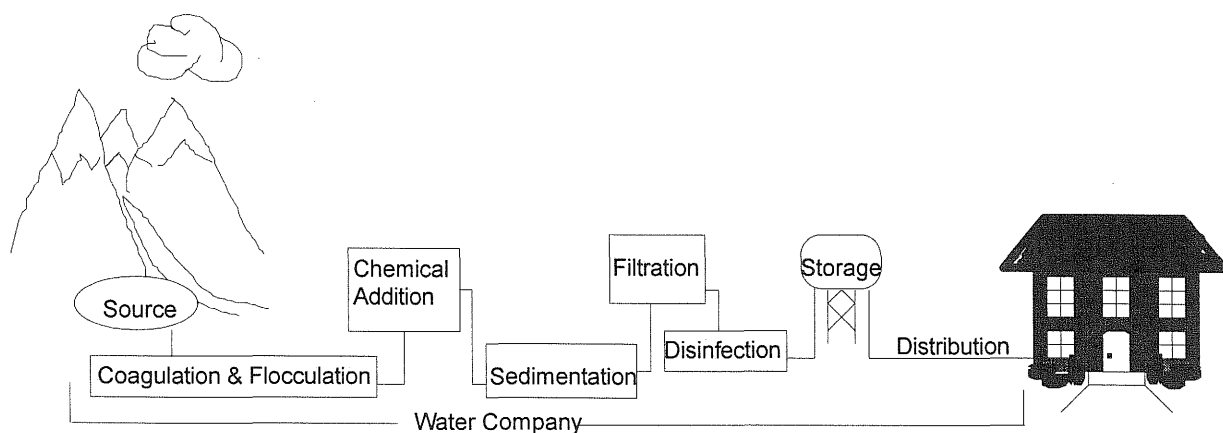 Source
Coagulation & Flocculation
Chemical
Addition
Sedimentation
Filtration
Disinfection
Storage
Distribution
Water Company